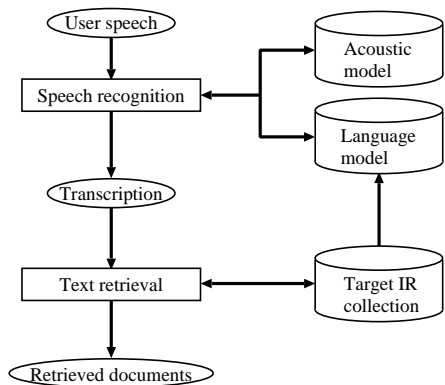 User speech
Acoustic
model
Speech recognition
Language
model
Transcription
Text retrieval
Target IR
collection
Retrieved documents